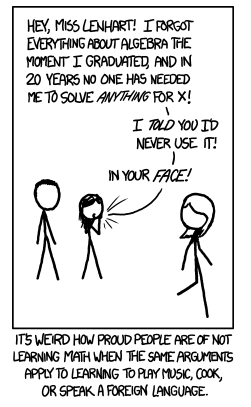 HEY, MISS LENHART! I FORGOT
EVERYTHING ABOUT ALGEBRA THE
MOMENT I GRADUATED, AND IN
20 YEARS NO ONE HAS NEEDED
ME TO SOLVE ANYTHING FOR X!
I TOLD YOU I'D
NEVER USE IT!
IN YOUR FACE!
IT'S WEIRD HOW PROUD PEOPLE ARE OF NOT
LEARNING MATH WHEN THE SAME ARGUMENTS
APPLY TO LEARNING TO PLAY MUSIC, COOK,
OR SPEAK A FOREIGN LANGUAGE.